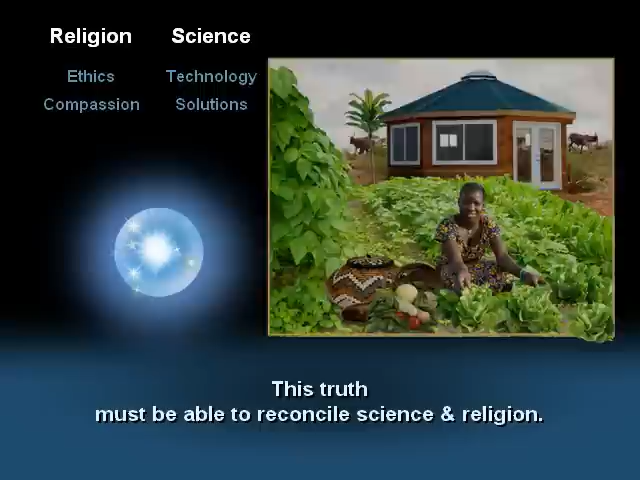 Religion Science
Ethics Technology
Compassion Solutions
This truth
must be able to reconcile science & religion.